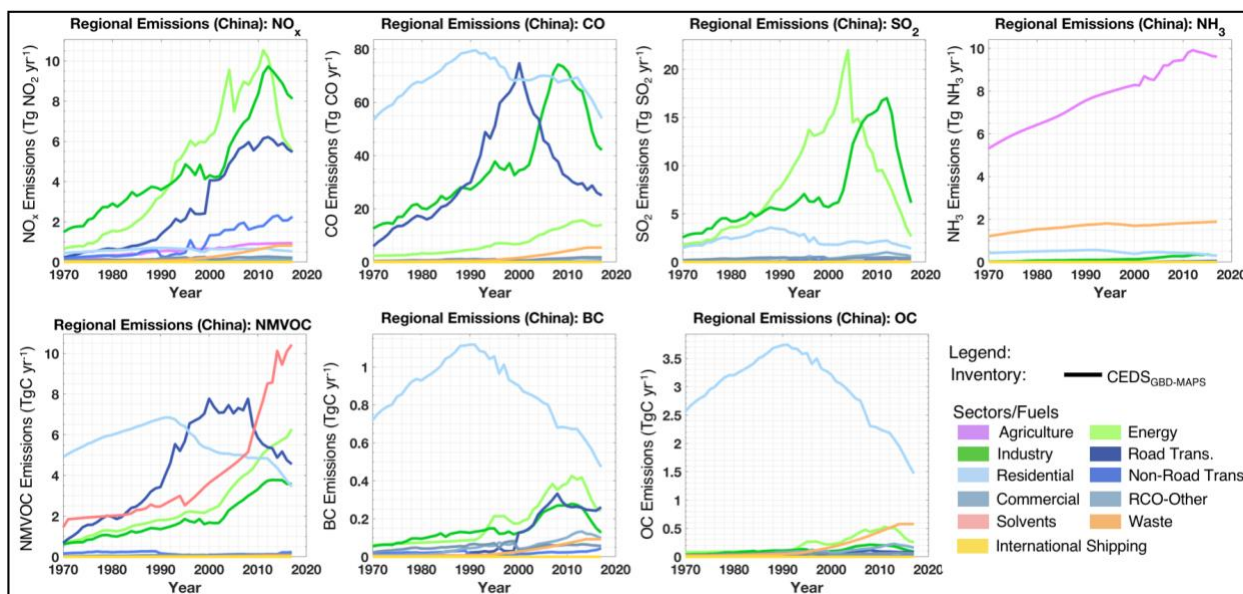 Regional Emissions (China): NOx
NOx Emissions (Tg NO2 yr-1)
10
8
6
4
2
0
1970 1980 1990 2000 2010 2020
Year
Regional Emissions (China): CO
CO Emissions (Tg CO yr-1)
80
60
40
20
0
1970 1980 1990 2000 2010 2020
Year
Regional Emissions (China): SO2
SO2 Emissions (Tg SO2 yr-1)
20
15
10
5
0
1970 1980 1990 2000 2010 2020
Year
Regional Emissions (China): NH3
NH3 Emissions (Tg NH3 yr-1)
10
8
6
4
2
0
1970 1980 1990 2000 2010 2020
Year
Regional Emissions (China): NMVOC
NMVOC Emissions (TgC yr-1)
10
8
6
4
2
0
1970 1980 1990 2000 2010 2020
Year
Regional Emissions (China): BC
BC Emissions (TgC yr-1)
1
0.8
0.6
0.4
0.2
0
1970 1980 1990 2000 2010 2020
Year
Regional Emissions (China): OC
OC Emissions (TgC yr-1)
3.5
3
2.5
2
1.5
1
0.5
0
1970 1980 1990 2000 2010 2020
Year
Legend:
Inventory: CEDSGBD-MAPS
Sectors/Fuels
Agriculture Energy
Industry Road Trans.
Residential Non-Road Trans
Commercial RCO-Other
Solvents Waste
International Shipping